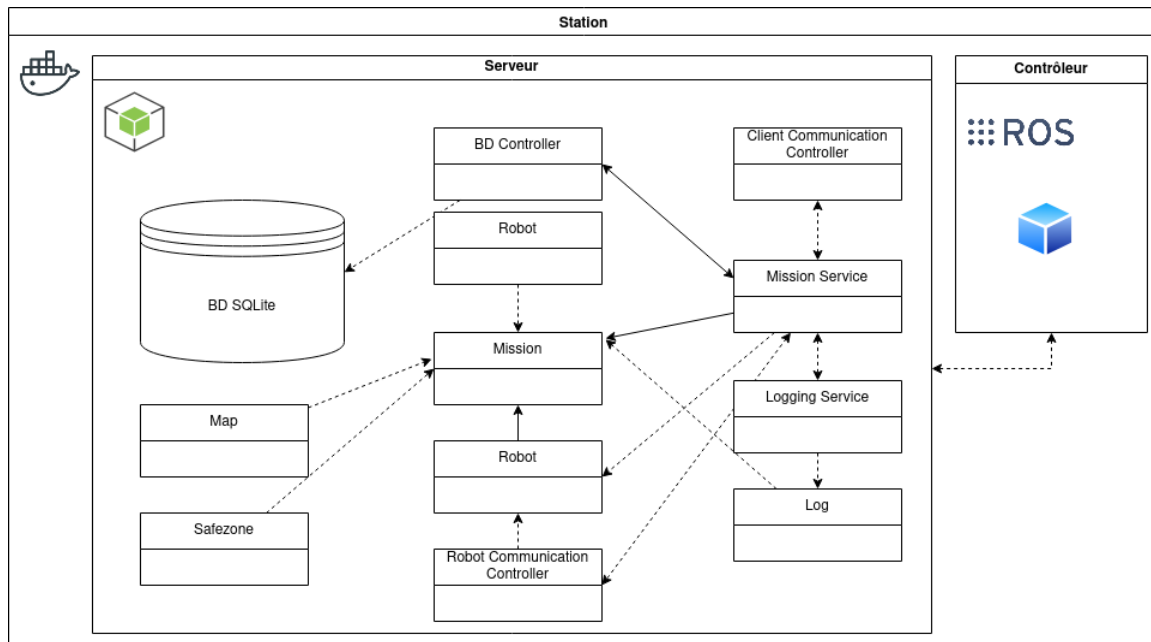 Station
Serveur
Contrôleur
ROS
BD Controller
Client Communication
Controller
Robot
BD SQLite
Mission Service
Mission
Map
Logging Service
Robot
Safezone
Log
Robot Communication
Controller